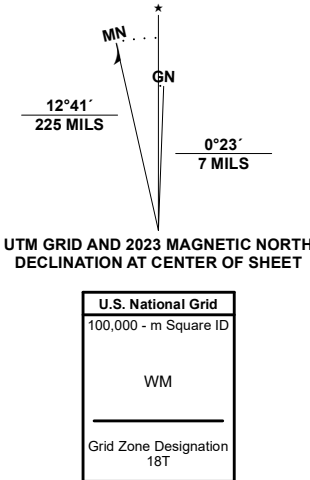 ★
MN
GN
12°41´
225 MILS
0°23´
7 MILS
UTM GRID AND 2023 MAGNETIC NORTH
DECLINATION AT CENTER OF SHEET
U.S. National Grid
100,000 - m Square ID
WM
Grid Zone Designation
18T